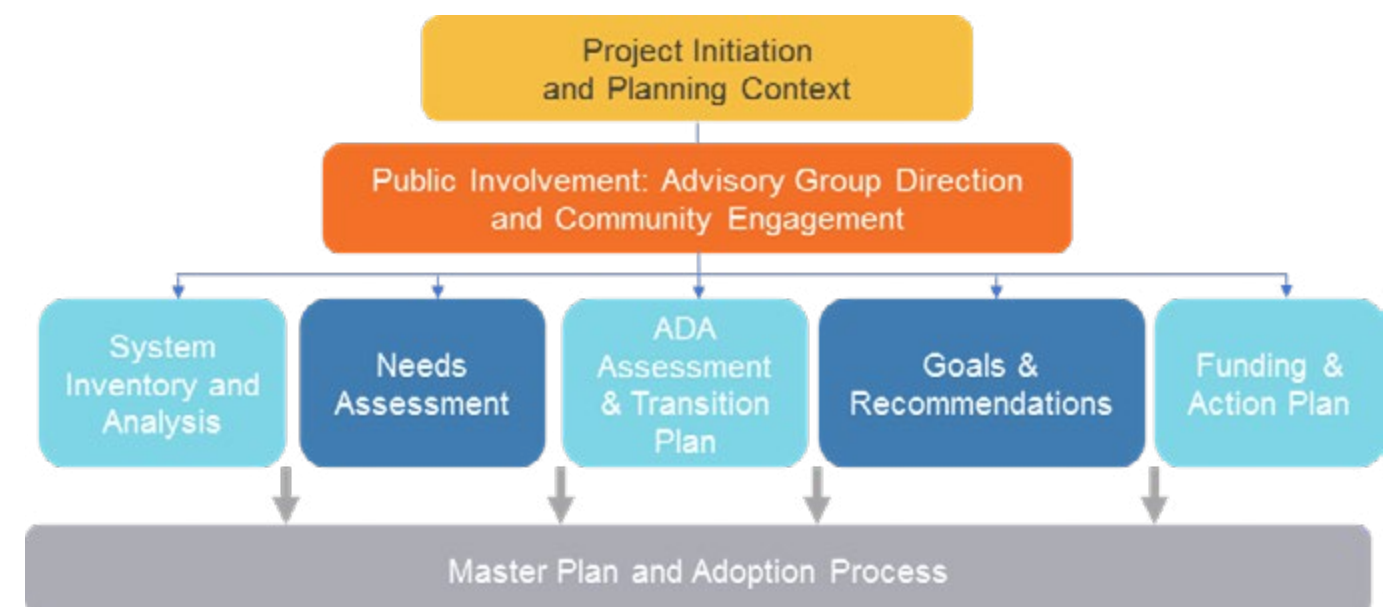 Project Initiation
and Planning Context
Public Involvement: Advisory Group Direction
and Community Engagement
System
Inventory and
Analysis
Needs
Assessment
ADA
Assessment
& Transition
Plan
Goals &
Recommendations
Funding &
Action Plan
Master Plan and Adoption Process